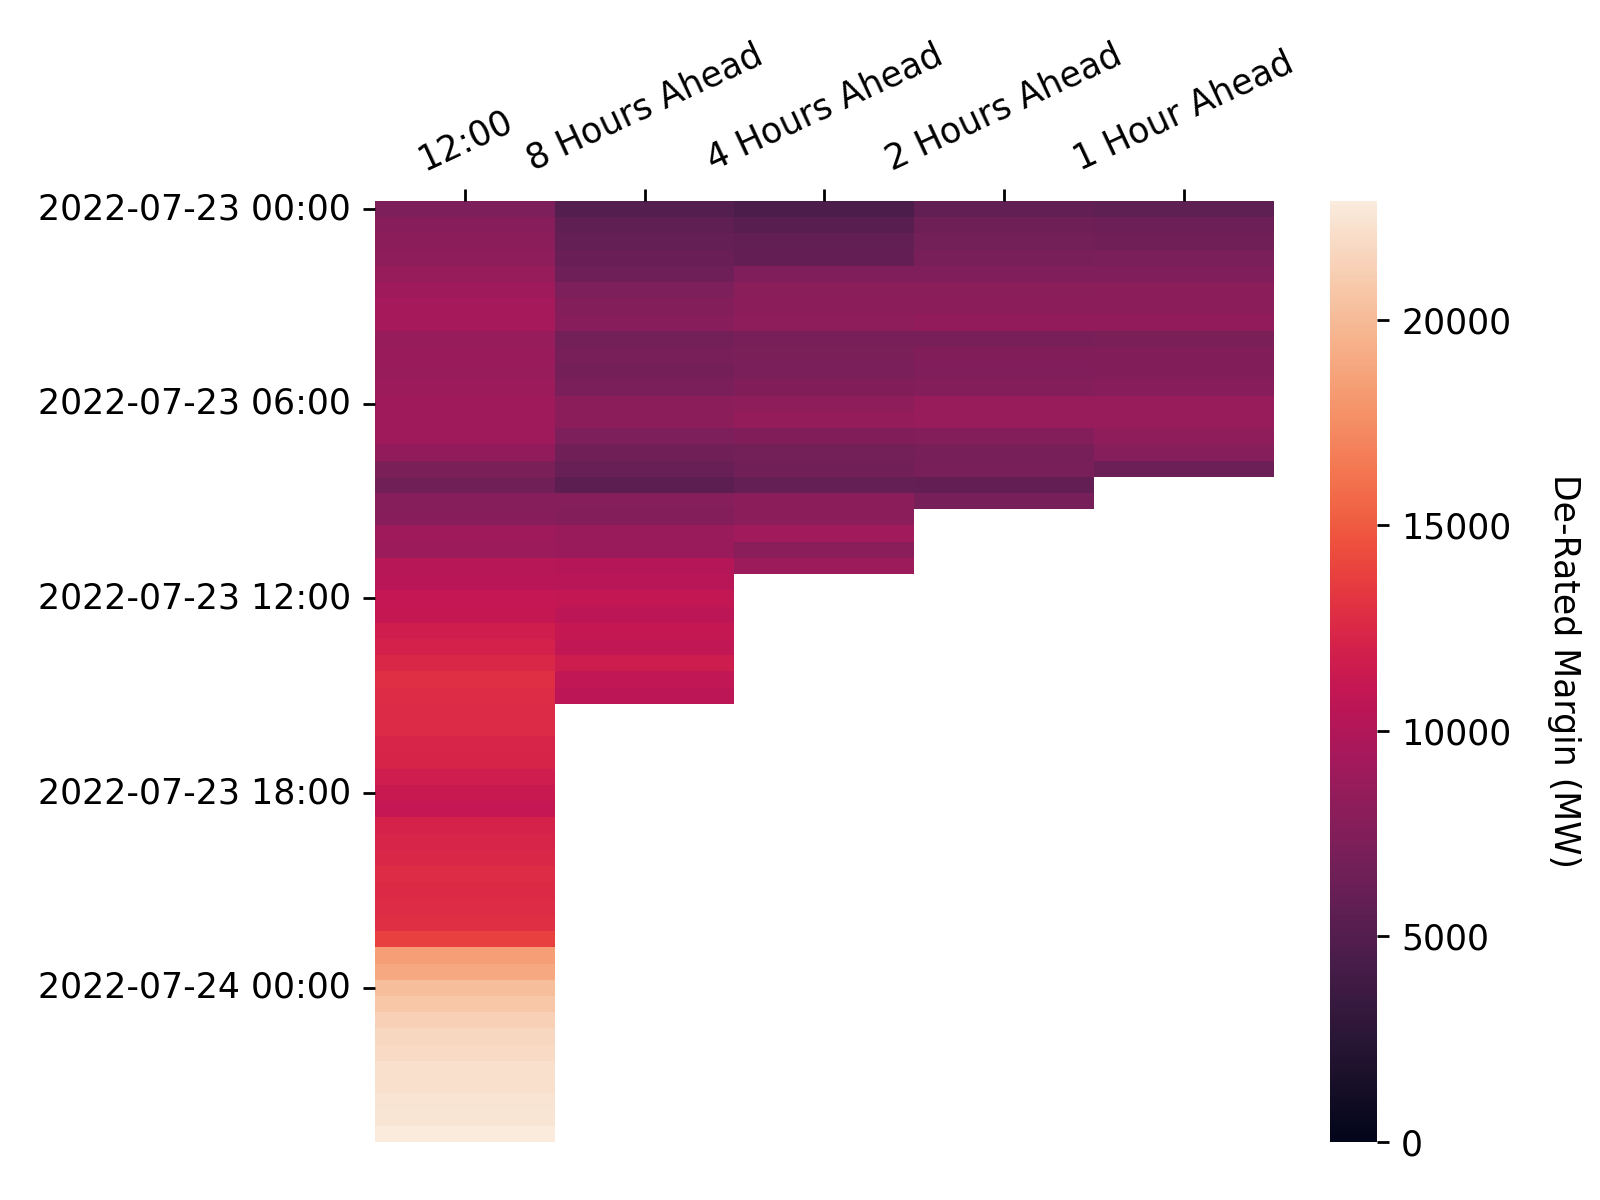 12:00
8 Hours Ahead
4 Hours Ahead
2 Hours Ahead
1 Hour Ahead
2022-07-23 00:00
2022-07-23 06:00
2022-07-23 12:00
2022-07-23 18:00
2022-07-24 00:00
20000
15000
10000
5000
0
De-Rated Margin (MW)